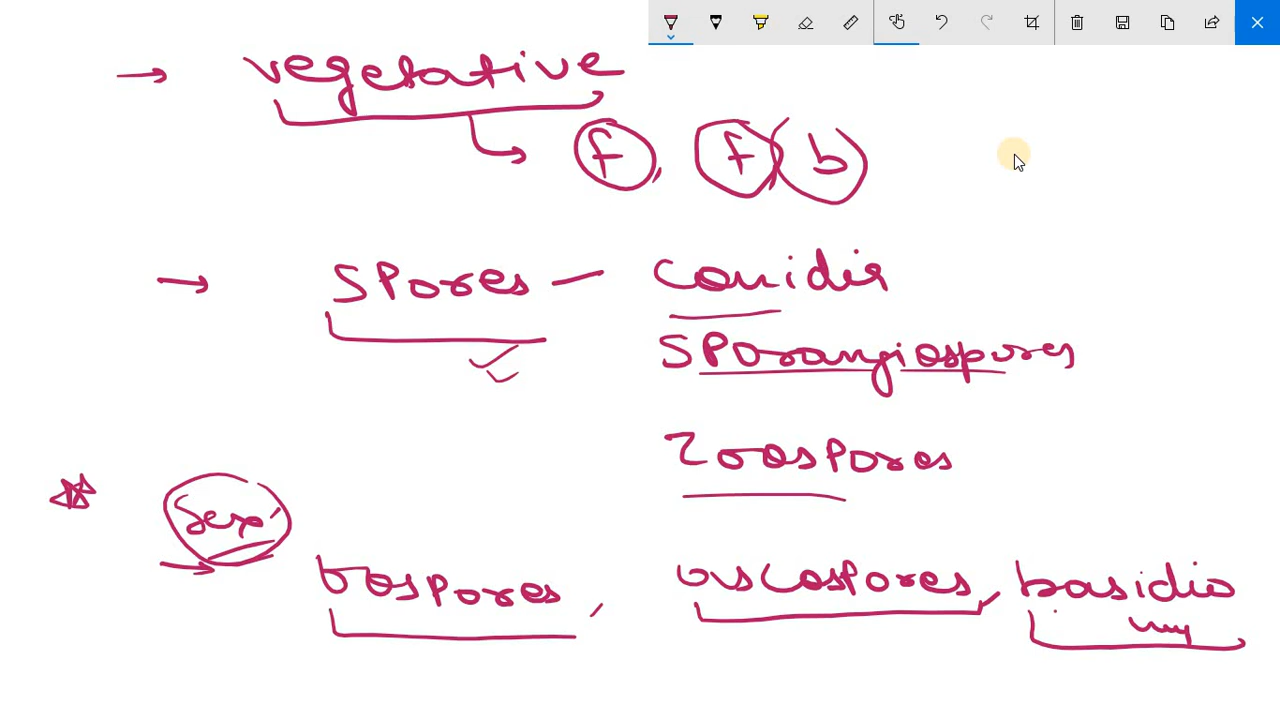 → vegetative
→ f, f b
→ spores — conidia
sporangiospores
zoospores
sex.
oospores, ascospores, basidio